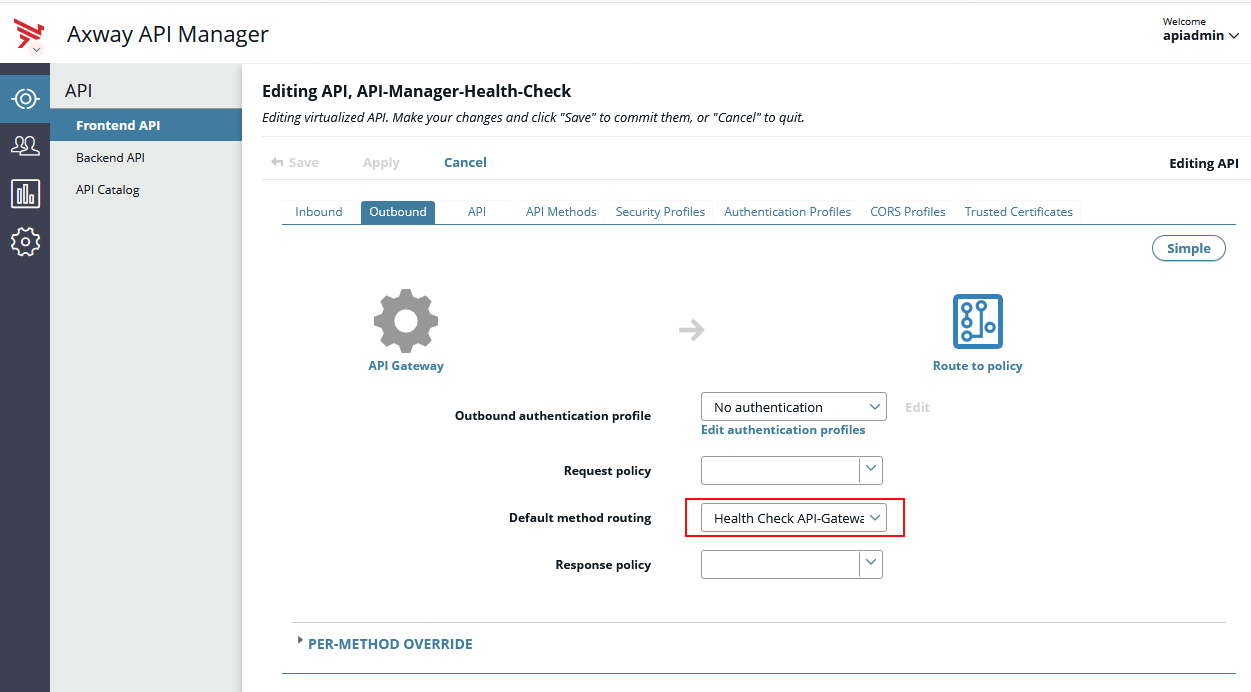 Axway API Manager
Welcome
apiadmin
API
Frontend API
Backend API
API Catalog
Editing API, API-Manager-Health-Check
Editing virtualized API. Make your changes and click "Save" to commit them, or "Cancel" to quit.
Save Apply Cancel Editing API
Inbound Outbound API API Methods Security Profiles Authentication Profiles CORS Profiles Trusted Certificates
Simple
API Gateway Route to policy
Outbound authentication profile No authentication Edit
Edit authentication profiles
Request policy
Default method routing Health Check API-Gatewa
Response policy
PER-METHOD OVERRIDE